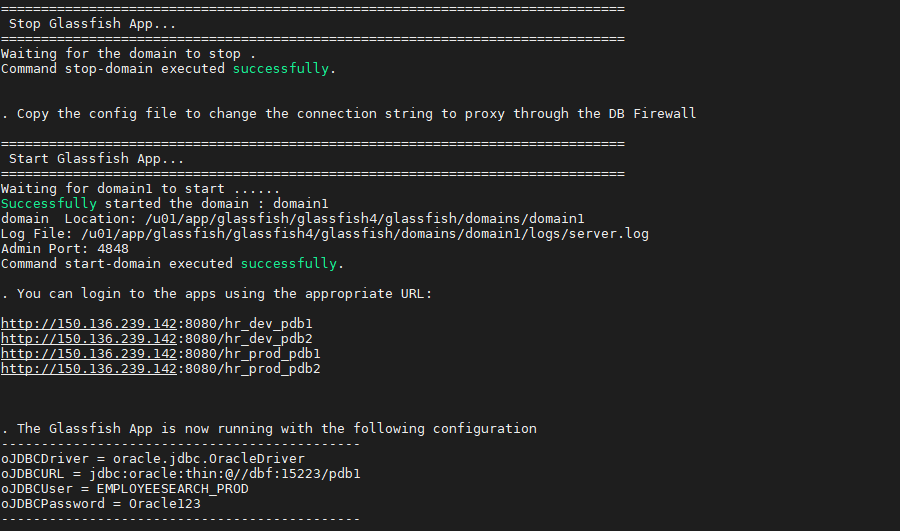 ==============================================================================
Stop Glassfish App...
==============================================================================
Waiting for the domain to stop .
Command stop-domain executed successfully.
. Copy the config file to change the connection string to proxy through the DB Firewall
==============================================================================
Start Glassfish App...
==============================================================================
Waiting for domain1 to start ......
Successfully started the domain : domain1
domain  Location: /u01/app/glassfish/glassfish4/glassfish/domains/domain1
Log File: /u01/app/glassfish/glassfish4/glassfish/domains/domain1/logs/server.log
Admin Port: 4848
Command start-domain executed successfully.
. You can login to the apps using the appropriate URL:
http://150.136.239.142:8080/hr_dev_pdb1
http://150.136.239.142:8080/hr_dev_pdb2
http://150.136.239.142:8080/hr_prod_pdb1
http://150.136.239.142:8080/hr_prod_pdb2
. The Glassfish App is now running with the following configuration
---------------------------------------------
oJDBCDriver = oracle.jdbc.OracleDriver
oJDBCURL = jdbc:oracle:thin:@//dbf:15223/pdb1
oJDBCUser = EMPLOYEESEARCH_PROD
oJDBCPassword = Oracle123
---------------------------------------------